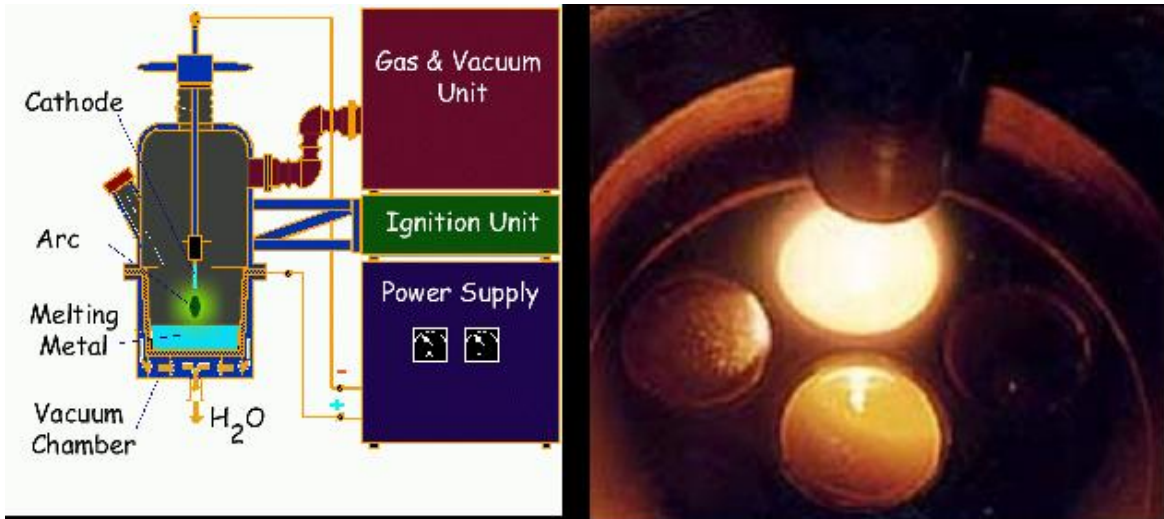 Gas & Vacuum
Unit
Cathode
Ignition Unit
Arc
Power Supply
Melting
Metal
-
+
Vacuum
Chamber
H₂O